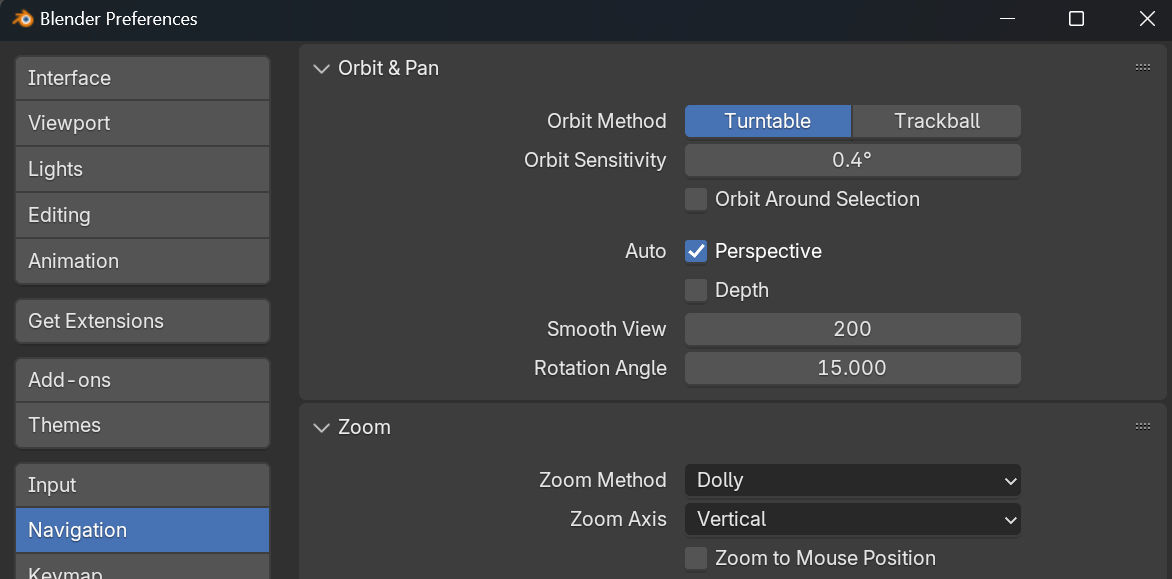 Blender Preferences
Interface
Viewport
Lights
Editing
Animation
Get Extensions
Add-ons
Themes
Input
Navigation
Keymap
Orbit & Pan
Orbit Method Turntable Trackball
Orbit Sensitivity 0.4°
Orbit Around Selection
Auto Perspective
Depth
Smooth View 200
Rotation Angle 15.000
Zoom
Zoom Method Dolly
Zoom Axis Vertical
Zoom to Mouse Position